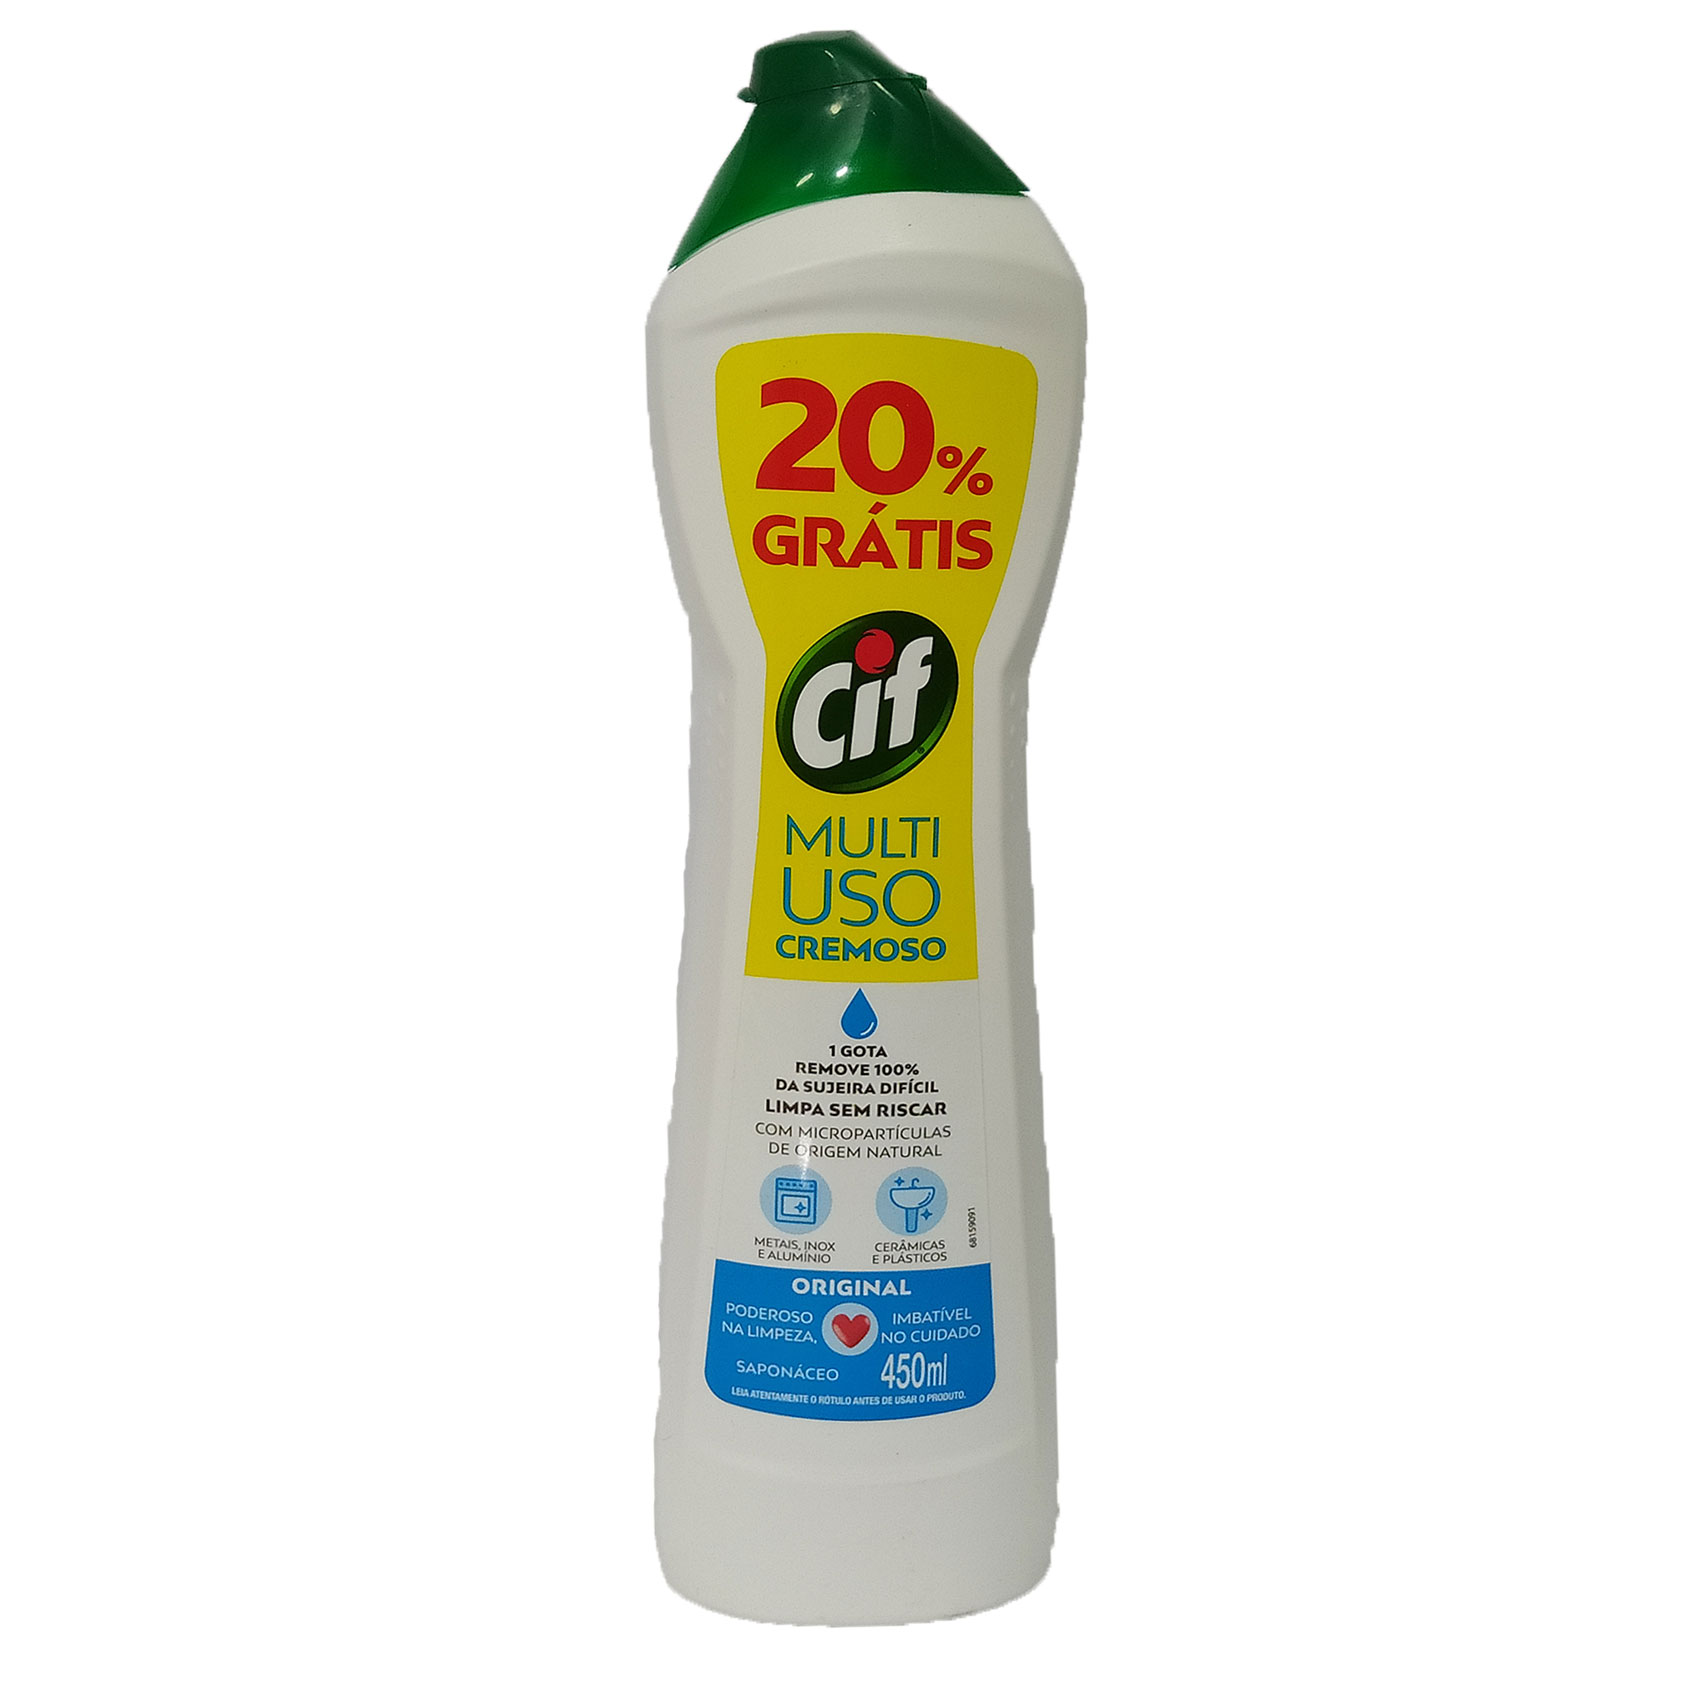 20%
GRÁTIS
Cif
MULTI
USO
CREMOSO
1 GOTA
REMOVE 100%
DA SUJEIRA DIFÍCIL
LIMPA SEM RISCAR
COM MICROPARTÍCULAS
DE ORIGEM NATURAL
METAIS, INOX
E ALUMÍNIO
CERÂMICAS
E PLÁSTICOS
68159091
ORIGINAL
PODEROSO
NA LIMPEZA,
IMBATÍVEL
NO CUIDADO
SAPONÁCEO 450ml
LEIA ATENTAMENTE O RÓTULO ANTES DE USAR O PRODUTO.